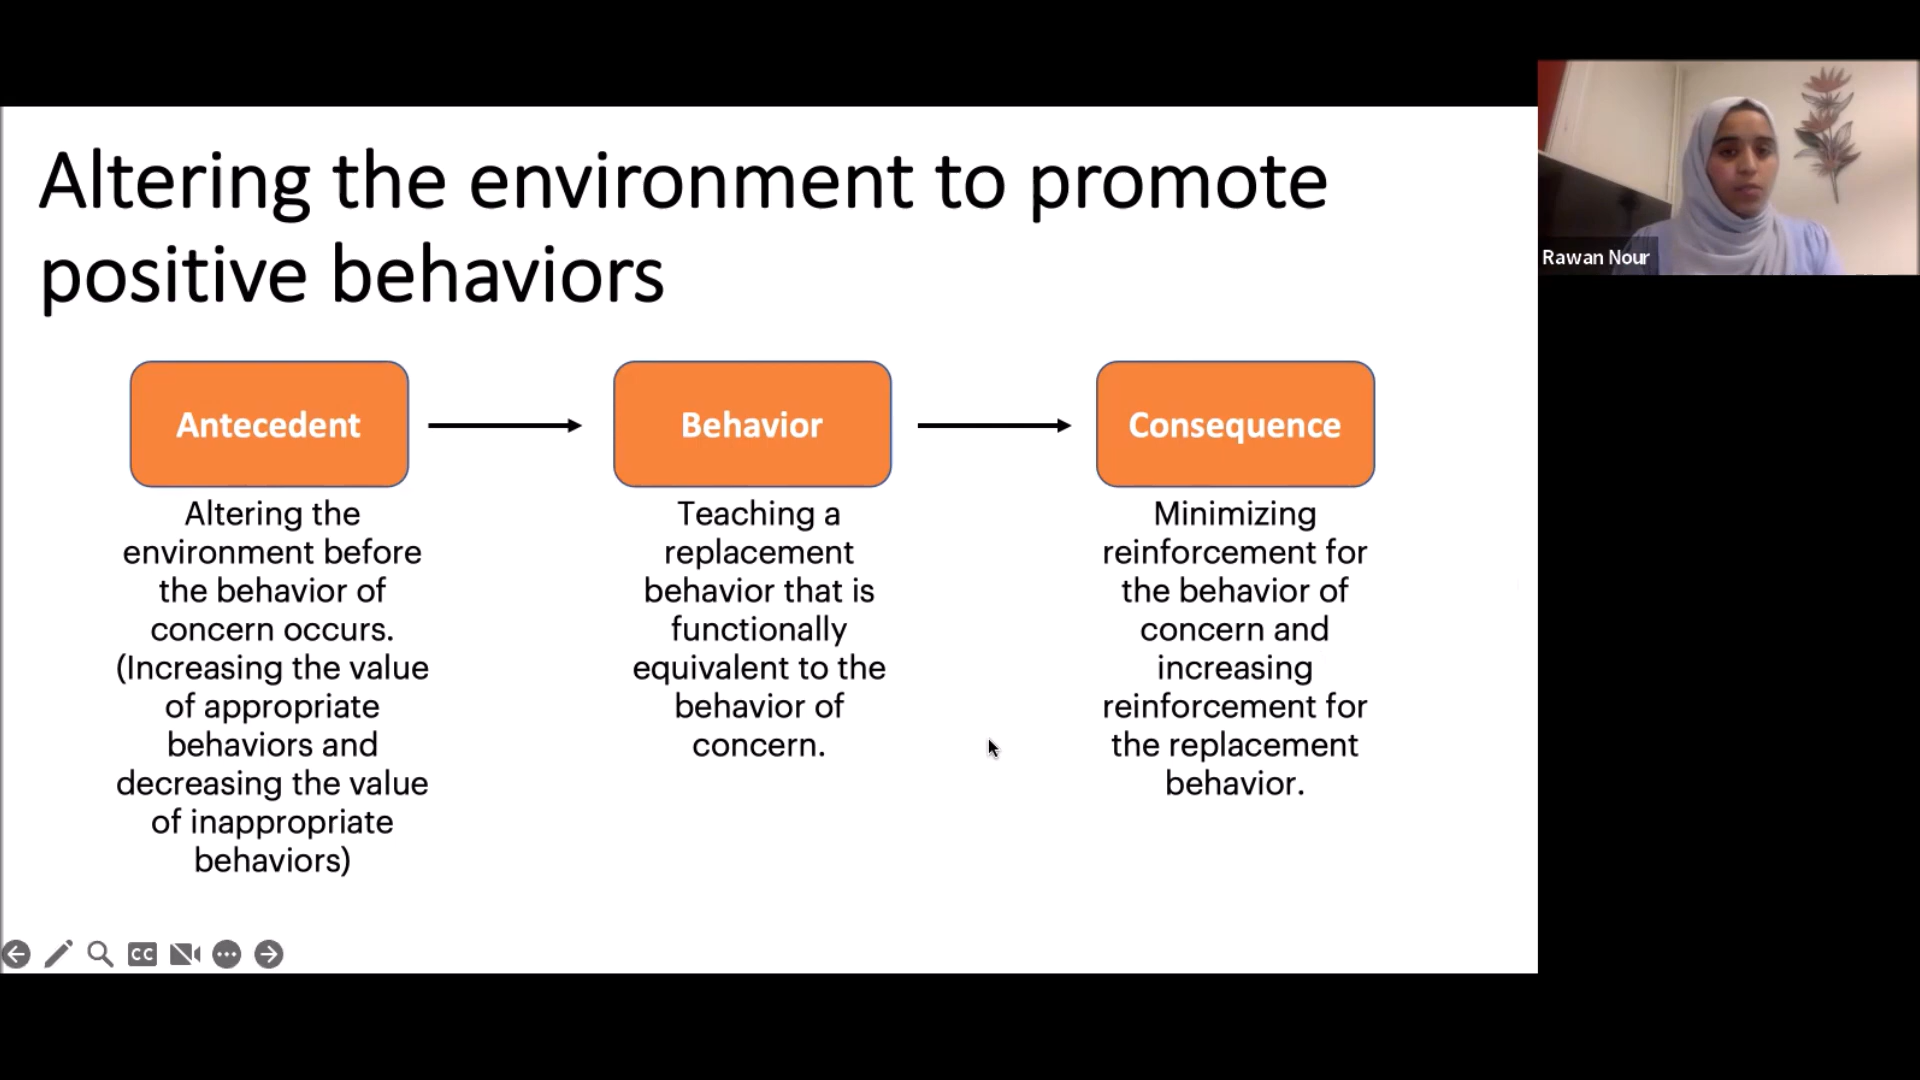 Altering the environment to promote
positive behaviors
Antecedent
Behavior
Consequence
Altering the
environment before
the behavior of
concern occurs.
(Increasing the value
of appropriate
behaviors and
decreasing the value
of inappropriate
behaviors)
Teaching a
replacement
behavior that is
functionally
equivalent to the
behavior of
concern.
Minimizing
reinforcement for
the behavior of
concern and
increasing
reinforcement for
the replacement
behavior.
Rawan Nour
CC